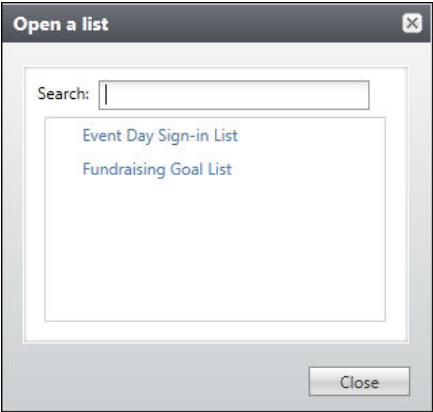 Open a list
Search:
Event Day Sign-in List
Fundraising Goal List
Close